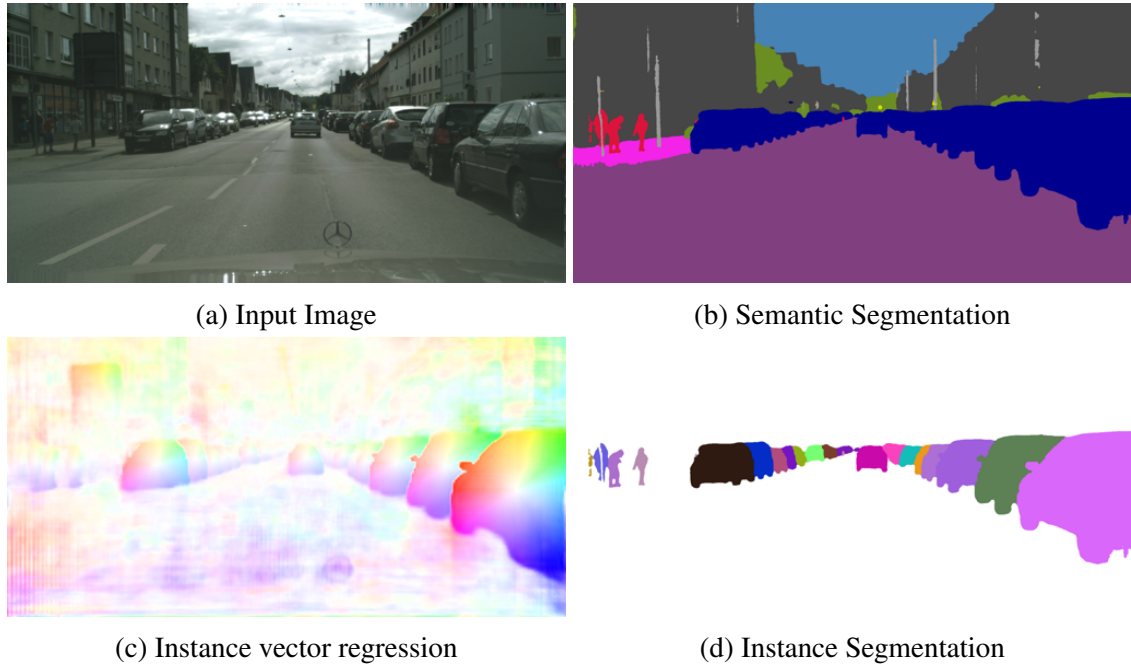 (a) Input Image
(b) Semantic Segmentation
(c) Instance vector regression
(d) Instance Segmentation